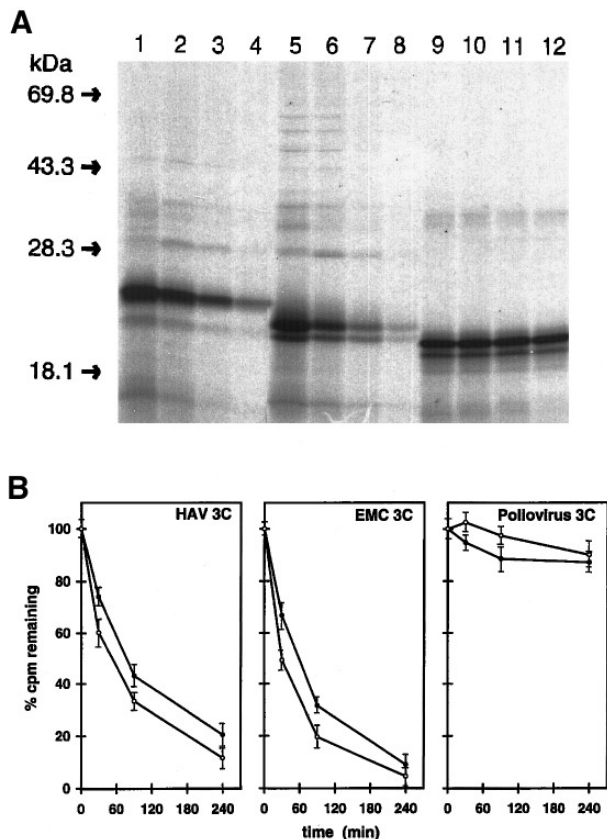 A
1 2 3 4 5 6 7 8 9 10 11 12
kDa
69.8
43.3
28.3
18.1
B
HAV 3C
EMC 3C
Poliovirus 3C
% cpm remaining
100
80
60
40
20
0
0 60 120 180 240
0 60 120 180 240
0 60 120 180 240
time (min)